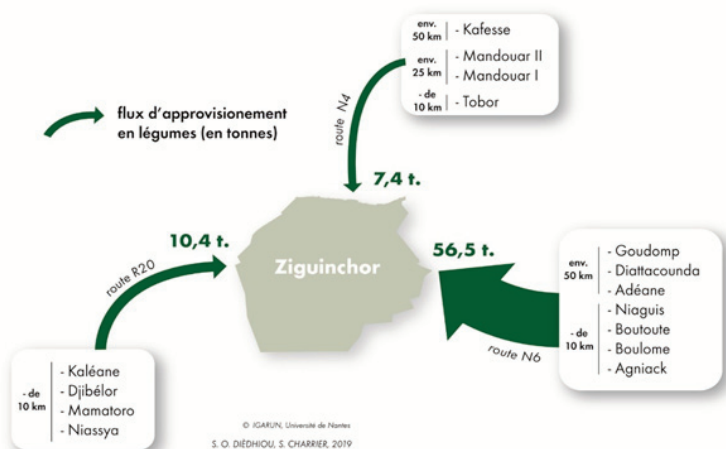 env.
50 km
- Kafesse
env.
25 km
- Mandouar II
- Mandouar I
- de
10 km
- Tobor
flux d'approvisionement
en légumes (en tonnes)
route N4
7,4 t.
10,4 t.
route R20
Ziguinchor
56,5 t.
route N6
env.
50 km
- Goudomp
- Diattacounda
- Adéane
- de
10 km
- Niaguis
- Boutoute
- Boulome
- Agniack
- de
10 km
- Kaléane
- Djibélor
- Mamatoro
- Niassya
© IGARUN, Université de Nantes
S. O. DIÉDHIOU, S. CHARRIER, 2019